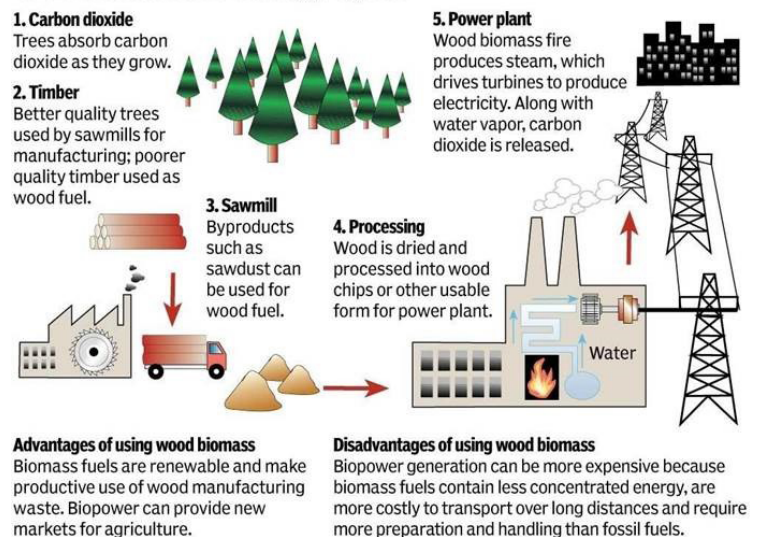 1. Carbon dioxide
Trees absorb carbon
dioxide as they grow.
2. Timber
Better quality trees
used by sawmills for
manufacturing; poorer
quality timber used as
wood fuel.
3. Sawmill
Byproducts
such as
sawdust can
be used for
wood fuel.
4. Processing
Wood is dried and
processed into wood
chips or other usable
form for power plant.
5. Power plant
Wood biomass fire
produces steam, which
drives turbines to produce
electricity. Along with
water vapor, carbon
dioxide is released.
Water
Advantages of using wood biomass
Biomass fuels are renewable and make
productive use of wood manufacturing
waste. Biopower can provide new
markets for agriculture.
Disadvantages of using wood biomass
Biopower generation can be more expensive because
biomass fuels contain less concentrated energy, are
more costly to transport over long distances and require
more preparation and handling than fossil fuels.